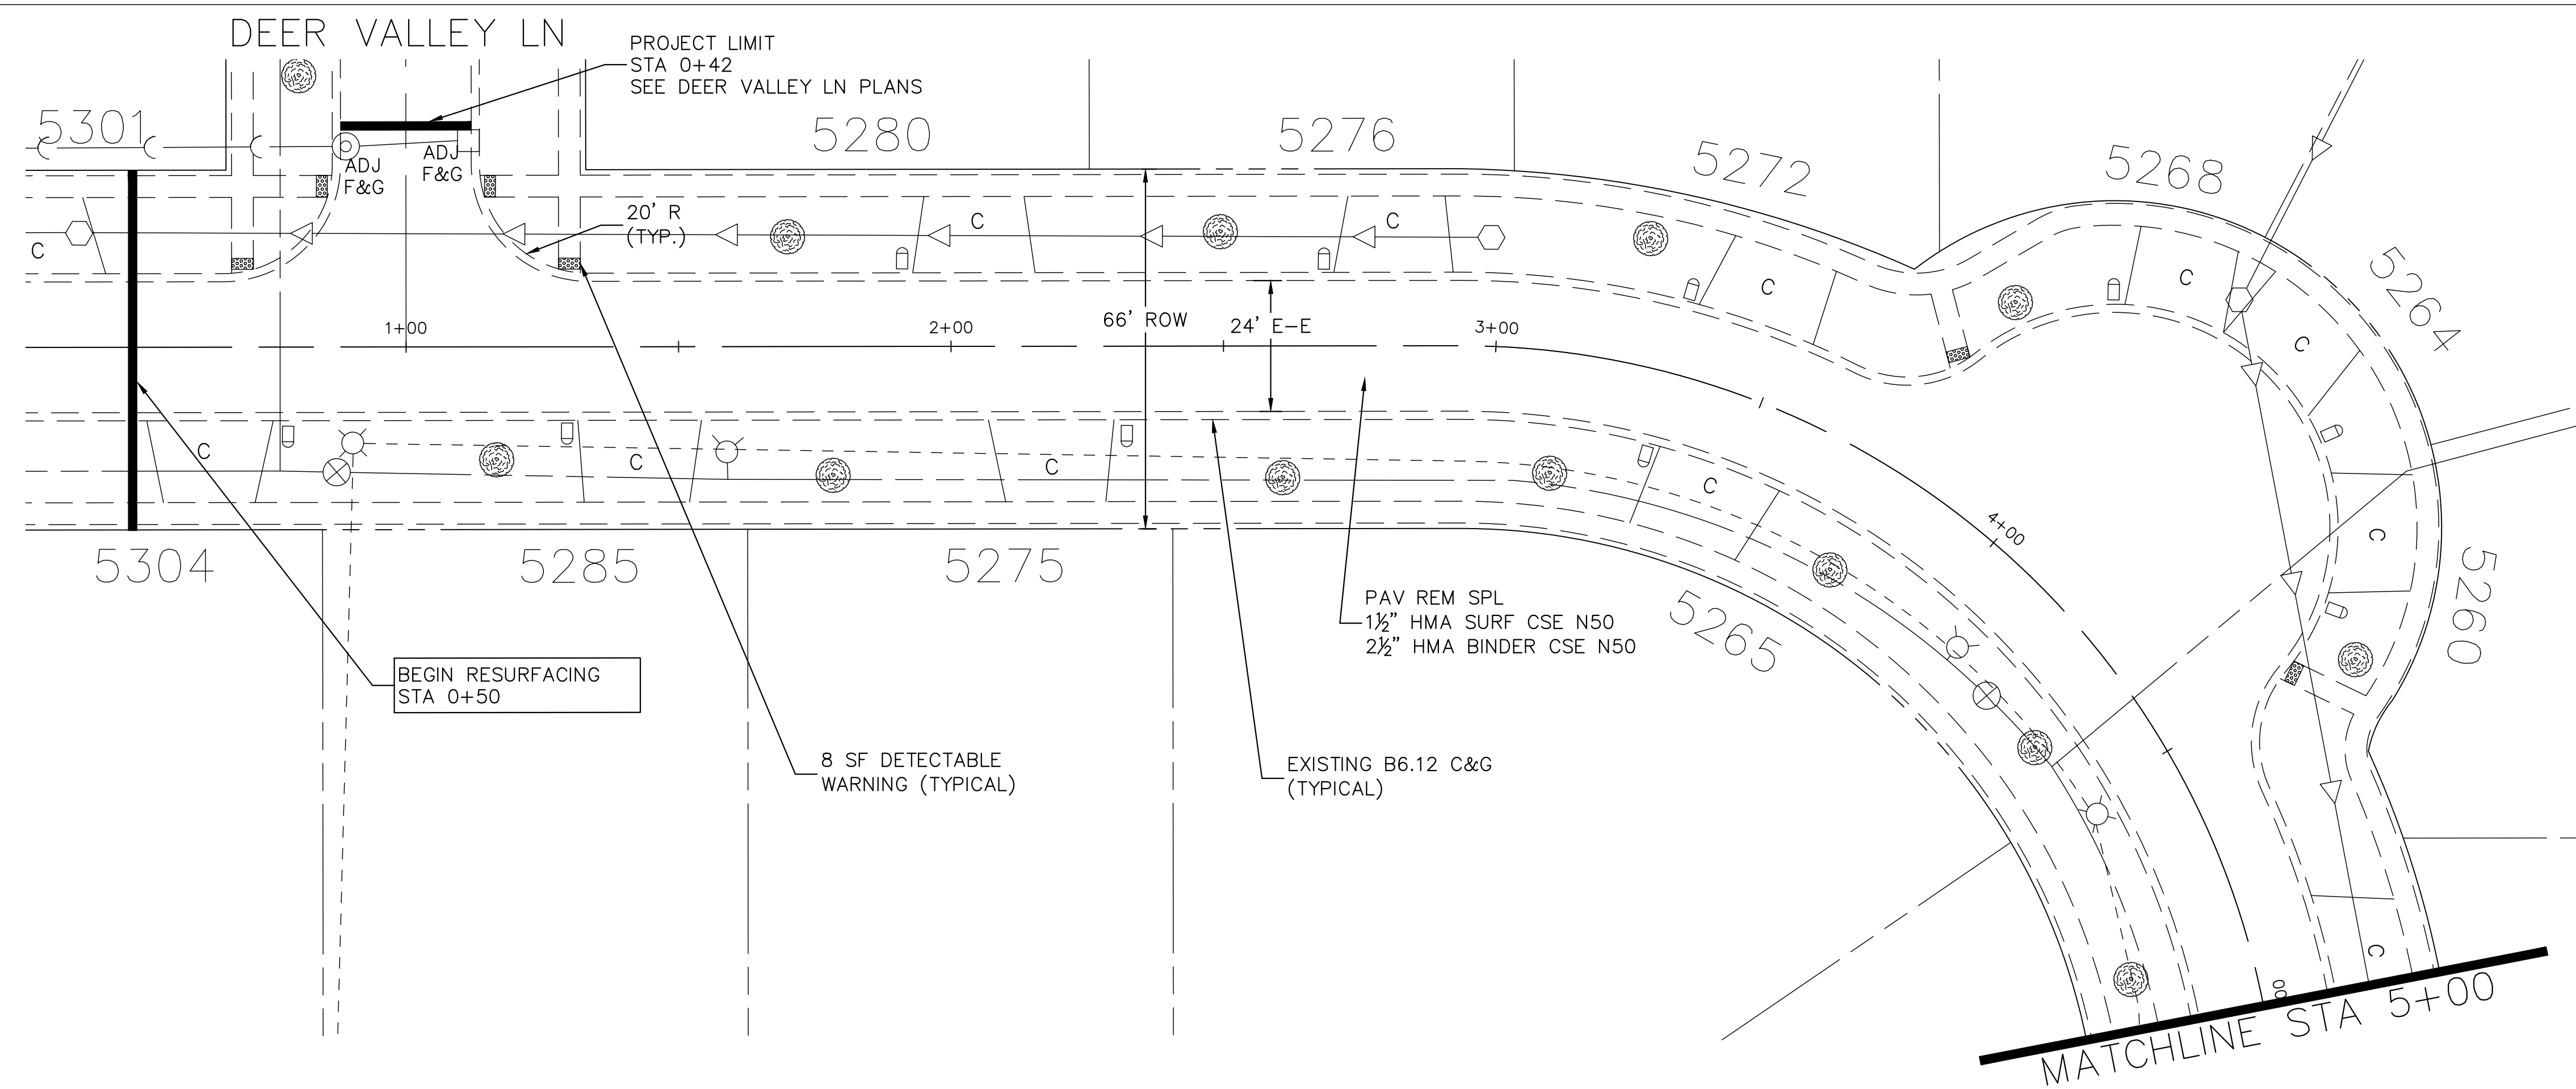 DEER VALLEY LN
PROJECT LIMIT
STA 0+42
SEE DEER VALLEY LN PLANS
5301
5280
5276
5272
5268
5264
5260
ADJ
F&G
ADJ
F&G
20' R
(TYP.)
C
C
C
C
C
C
1+00
2+00
66' ROW
24' E-E
3+00
4+00
C
C
C
C
C
C
5304
5285
5275
5265
PAV REM SPL
1½" HMA SURF CSE N50
2½" HMA BINDER CSE N50
BEGIN RESURFACING
STA 0+50
8 SF DETECTABLE
WARNING (TYPICAL)
EXISTING B6.12 C&G
(TYPICAL)
00
MATCHLINE STA 5+00